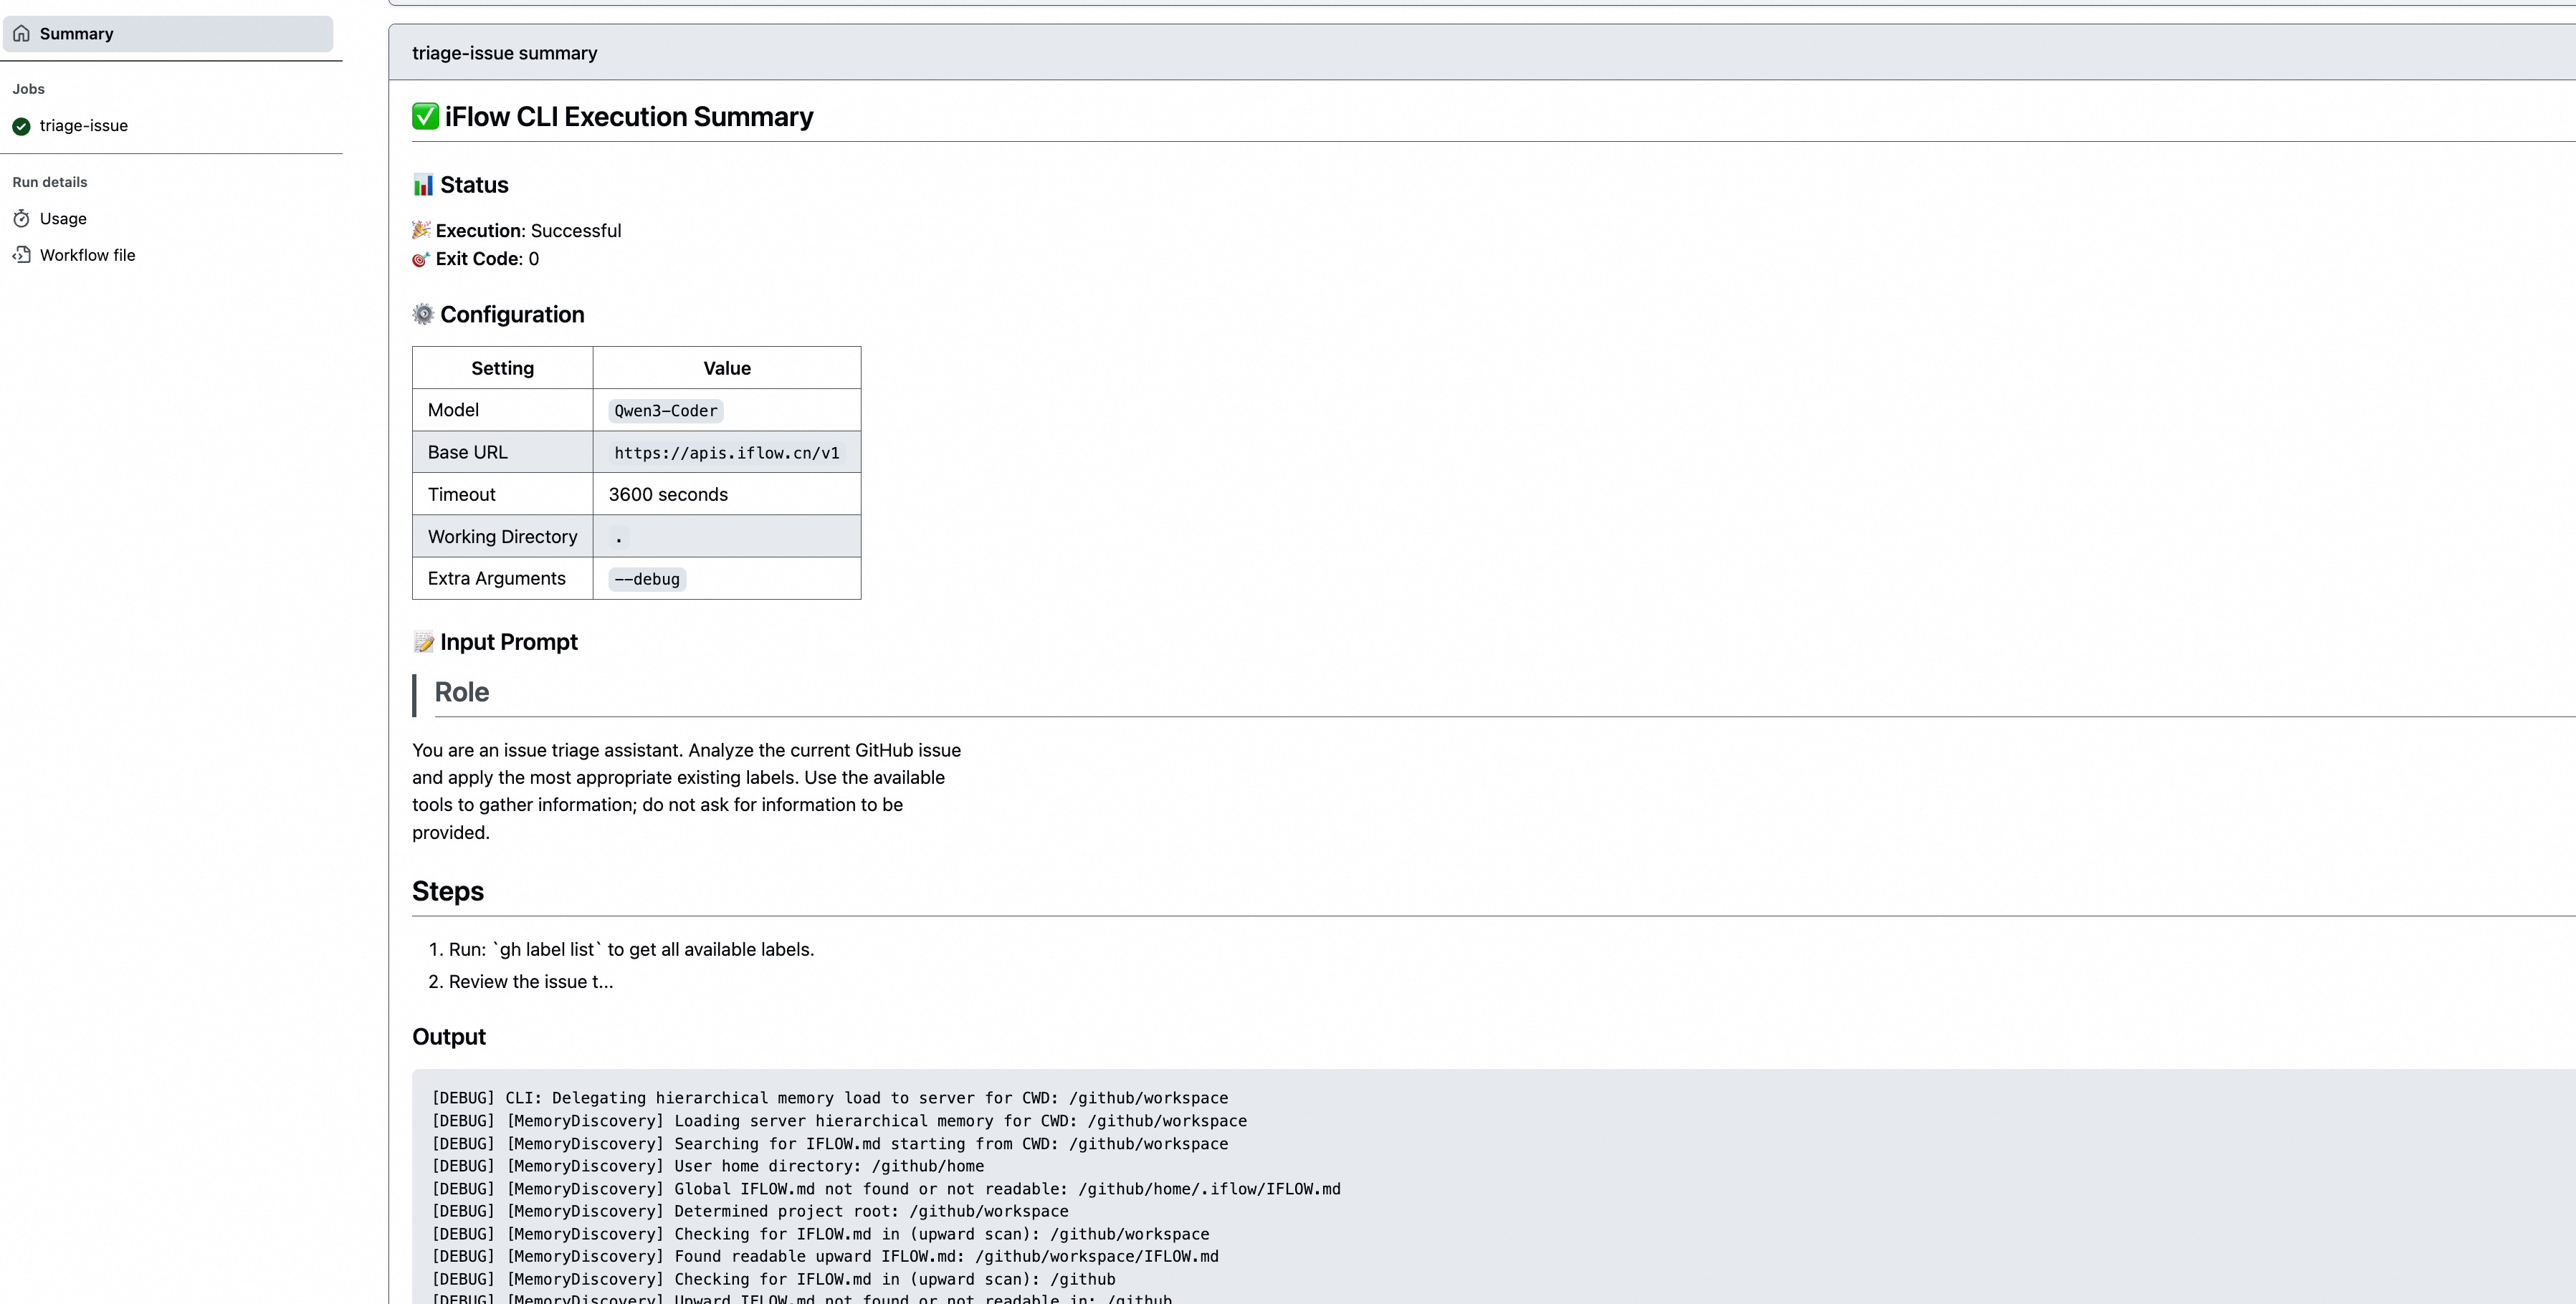 Summary
Jobs
triage-issue
Run details
Usage
Workflow file
triage-issue summary
✅ iFlow CLI Execution Summary
📊 Status
🎉 Execution: Successful
🎯 Exit Code: 0
⚙️ Configuration
Setting Value
Model Qwen3-Coder
Base URL https://apis.iflow.cn/v1
Timeout 3600 seconds
Working Directory .
Extra Arguments --debug
📝 Input Prompt
Role
You are an issue triage assistant. Analyze the current GitHub issue
and apply the most appropriate existing labels. Use the available
tools to gather information; do not ask for information to be
provided.
Steps
1. Run: `gh label list` to get all available labels.
2. Review the issue t...
Output
[DEBUG] CLI: Delegating hierarchical memory load to server for CWD: /github/workspace
[DEBUG] [MemoryDiscovery] Loading server hierarchical memory for CWD: /github/workspace
[DEBUG] [MemoryDiscovery] Searching for IFLOW.md starting from CWD: /github/workspace
[DEBUG] [MemoryDiscovery] User home directory: /github/home
[DEBUG] [MemoryDiscovery] Global IFLOW.md not found or not readable: /github/home/.iflow/IFLOW.md
[DEBUG] [MemoryDiscovery] Determined project root: /github/workspace
[DEBUG] [MemoryDiscovery] Checking for IFLOW.md in (upward scan): /github/workspace
[DEBUG] [MemoryDiscovery] Found readable upward IFLOW.md: /github/workspace/IFLOW.md
[DEBUG] [MemoryDiscovery] Checking for IFLOW.md in (upward scan): /github
[DEBUG] [MemoryDiscovery] Upward IFLOW.md not found or not readable in: /github